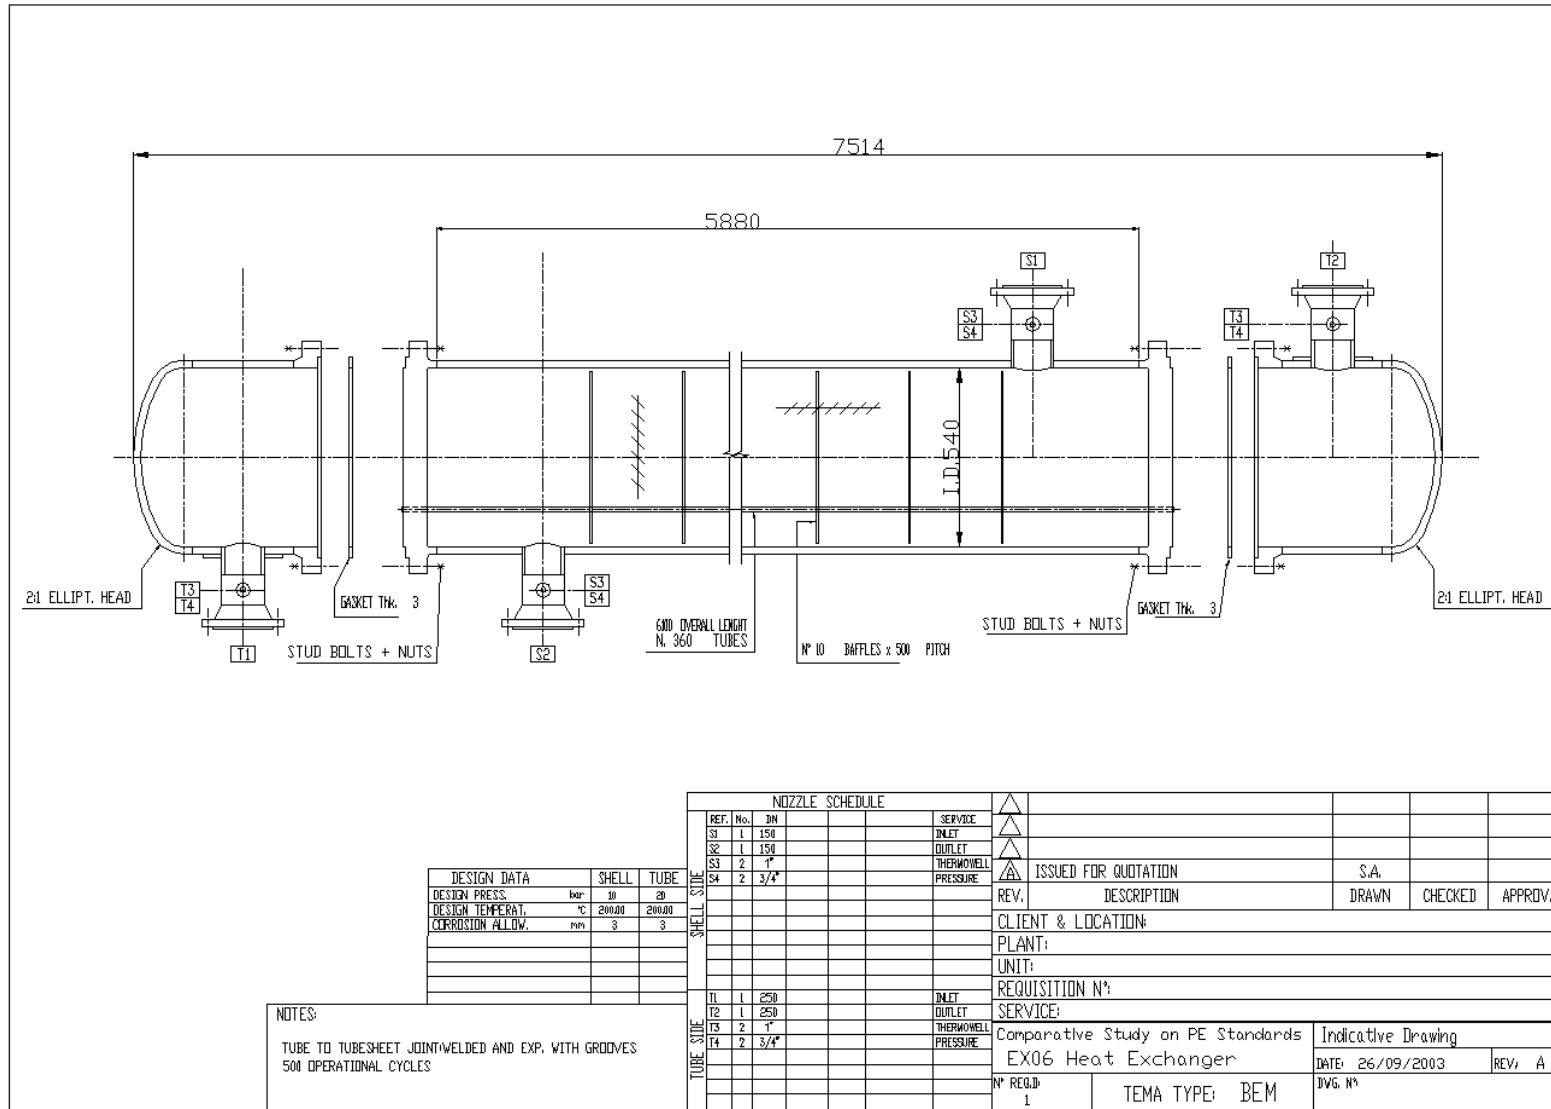 7514
5880
S1
T2
S3
S4
T3
T4
I.D.540
2:1 ELLIPT. HEAD
T3
T4
T1
GASKET Thk. 3
STUD BOLTS + NUTS
S3
S4
S2
6100 OVERALL LENGHT
N. 360 TUBES
N° 10 BAFFLES x 500 PITCH
STUD BOLTS + NUTS
GASKET Thk. 3
2:1 ELLIPT. HEAD
DESIGN DATA SHELL TUBE
DESIGN PRESS. bar 10 20
DESIGN TEMPERAT. °C 200.00 200.00
CORROSION ALLOW. mm 3 3
NOTES:
TUBE TO TUBESHEET JOINT:WELDED AND EXP. WITH GROOVES
500 OPERATIONAL CYCLES
NOZZLE SCHEDULE
REF. No. DN SERVICE
SHELL SIDE
S1 1 150 INLET
S2 1 150 OUTLET
S3 2 1" THERMOWELL
S4 2 3/4" PRESSURE
TUBE SIDE
T1 1 250 INLET
T2 1 250 OUTLET
T3 2 1" THERMOWELL
T4 2 3/4" PRESSURE
A ISSUED FOR QUOTATION S.A.
REV. DESCRIPTION DRAWN CHECKED APPROV.
CLIENT & LOCATION:
PLANT:
UNIT:
REQUISITION N°:
SERVICE:
Comparative Study on PE Standards
EX06 Heat Exchanger
Indicative Drawing
DATE: 26/09/2003 REV: A
N° REQ.D:
1
TEMA TYPE: BEM
DWG. N°: